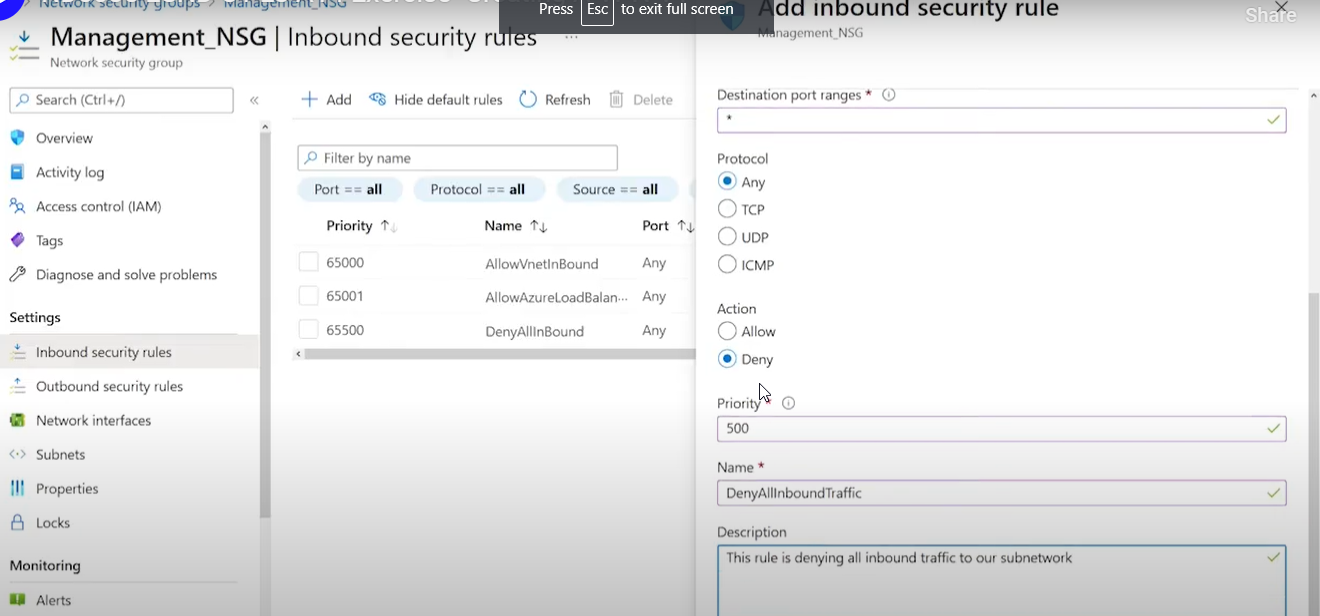 Network security groups > Management_NSG
Press Esc to exit full screen
Management_NSG | Inbound security rules ...
Network security group
Search (Ctrl+/)
«
Overview
Activity log
Access control (IAM)
Tags
Diagnose and solve problems
Settings
Inbound security rules
Outbound security rules
Network interfaces
Subnets
Properties
Locks
Monitoring
Alerts
Add
Hide default rules
Refresh
Delete
Filter by name
Port == all
Protocol == all
Source == all
Priority ↑↓ Name ↑↓ Port ↑↓
65000 AllowVnetInBound Any
65001 AllowAzureLoadBalan··· Any
65500 DenyAllInBound Any
Add inbound security rule
Management_NSG
Share
Destination port ranges *
*
Protocol
Any
TCP
UDP
ICMP
Action
Allow
Deny
Priority *
500
Name *
DenyAllInboundTraffic
Description
This rule is denying all inbound traffic to our subnetwork